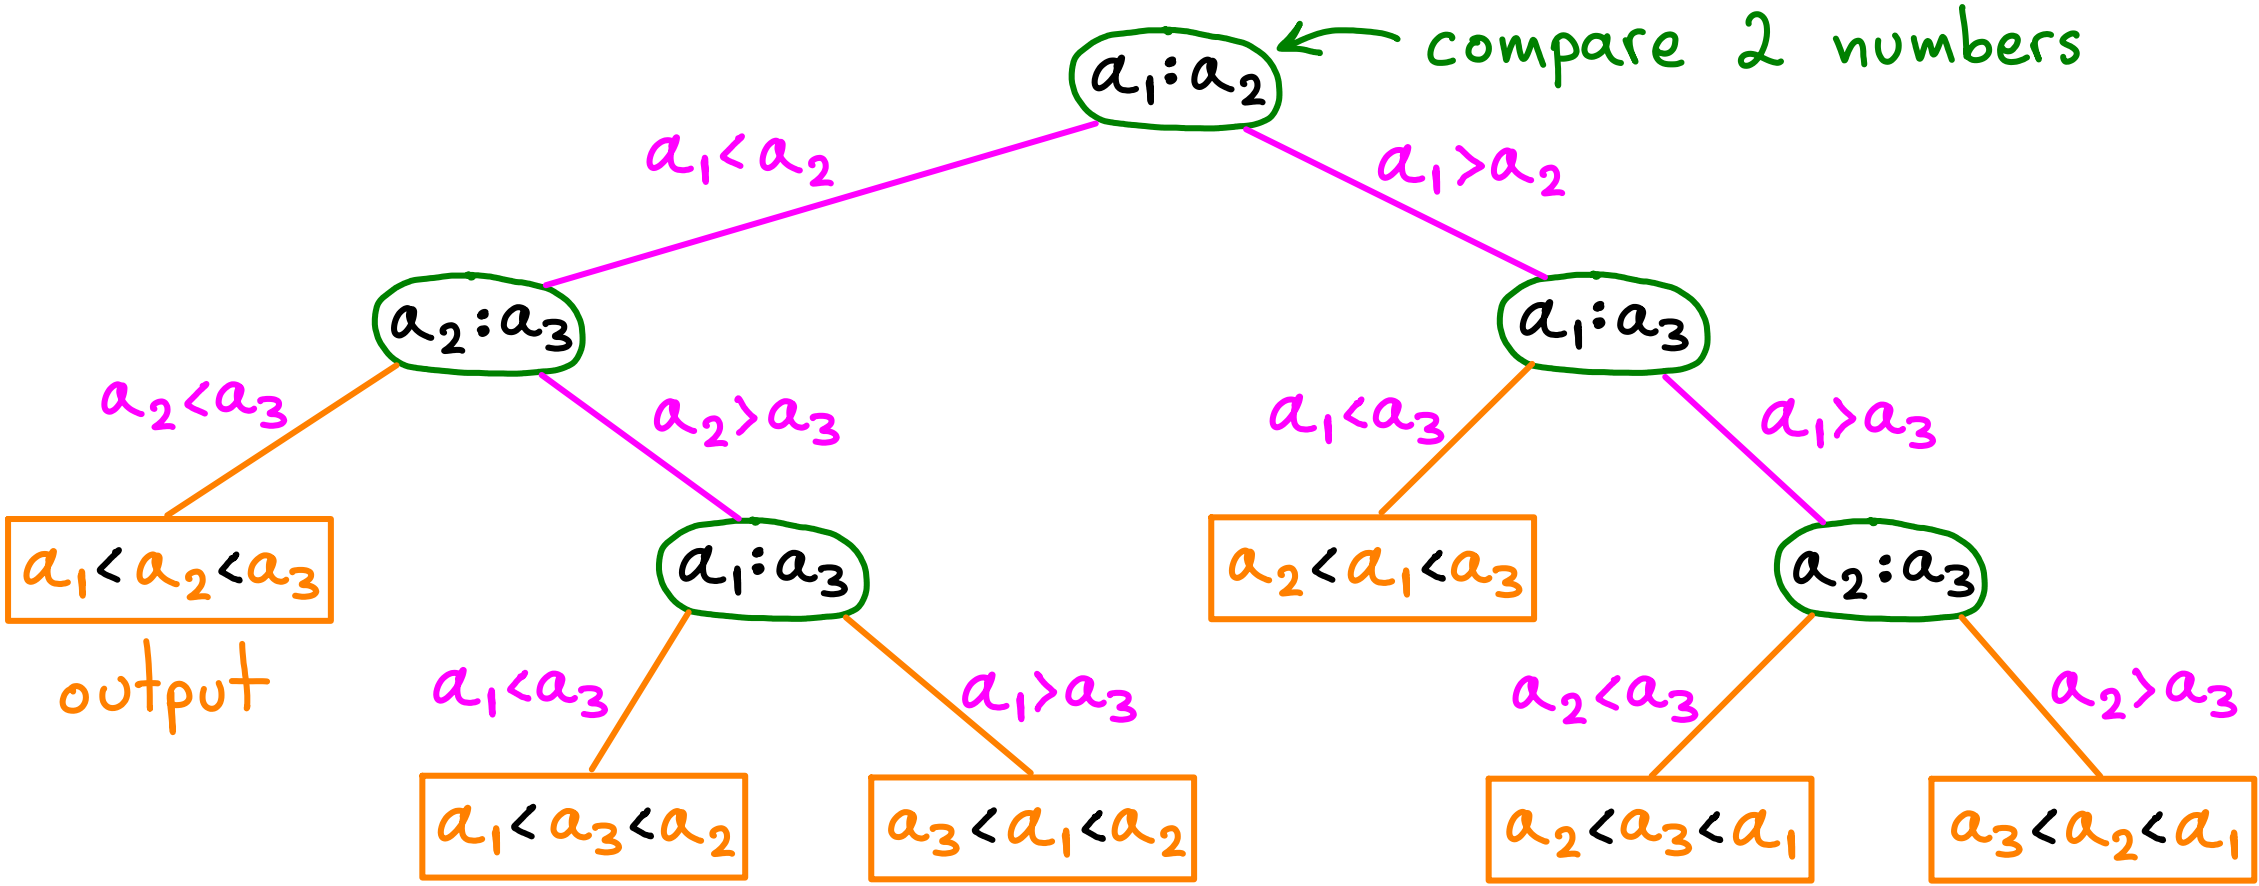 a₁:a₂
compare 2 numbers
a₁<a₂
a₁>a₂
a₂:a₃
a₁:a₃
a₂<a₃
a₂>a₃
a₁<a₃
a₁>a₃
a₁<a₂<a₃
a₁:a₃
a₂<a₁<a₃
a₂:a₃
output
a₁<a₃
a₁>a₃
a₂<a₃
a₂>a₃
a₁<a₃<a₂
a₃<a₁<a₂
a₂<a₃<a₁
a₃<a₂<a₁